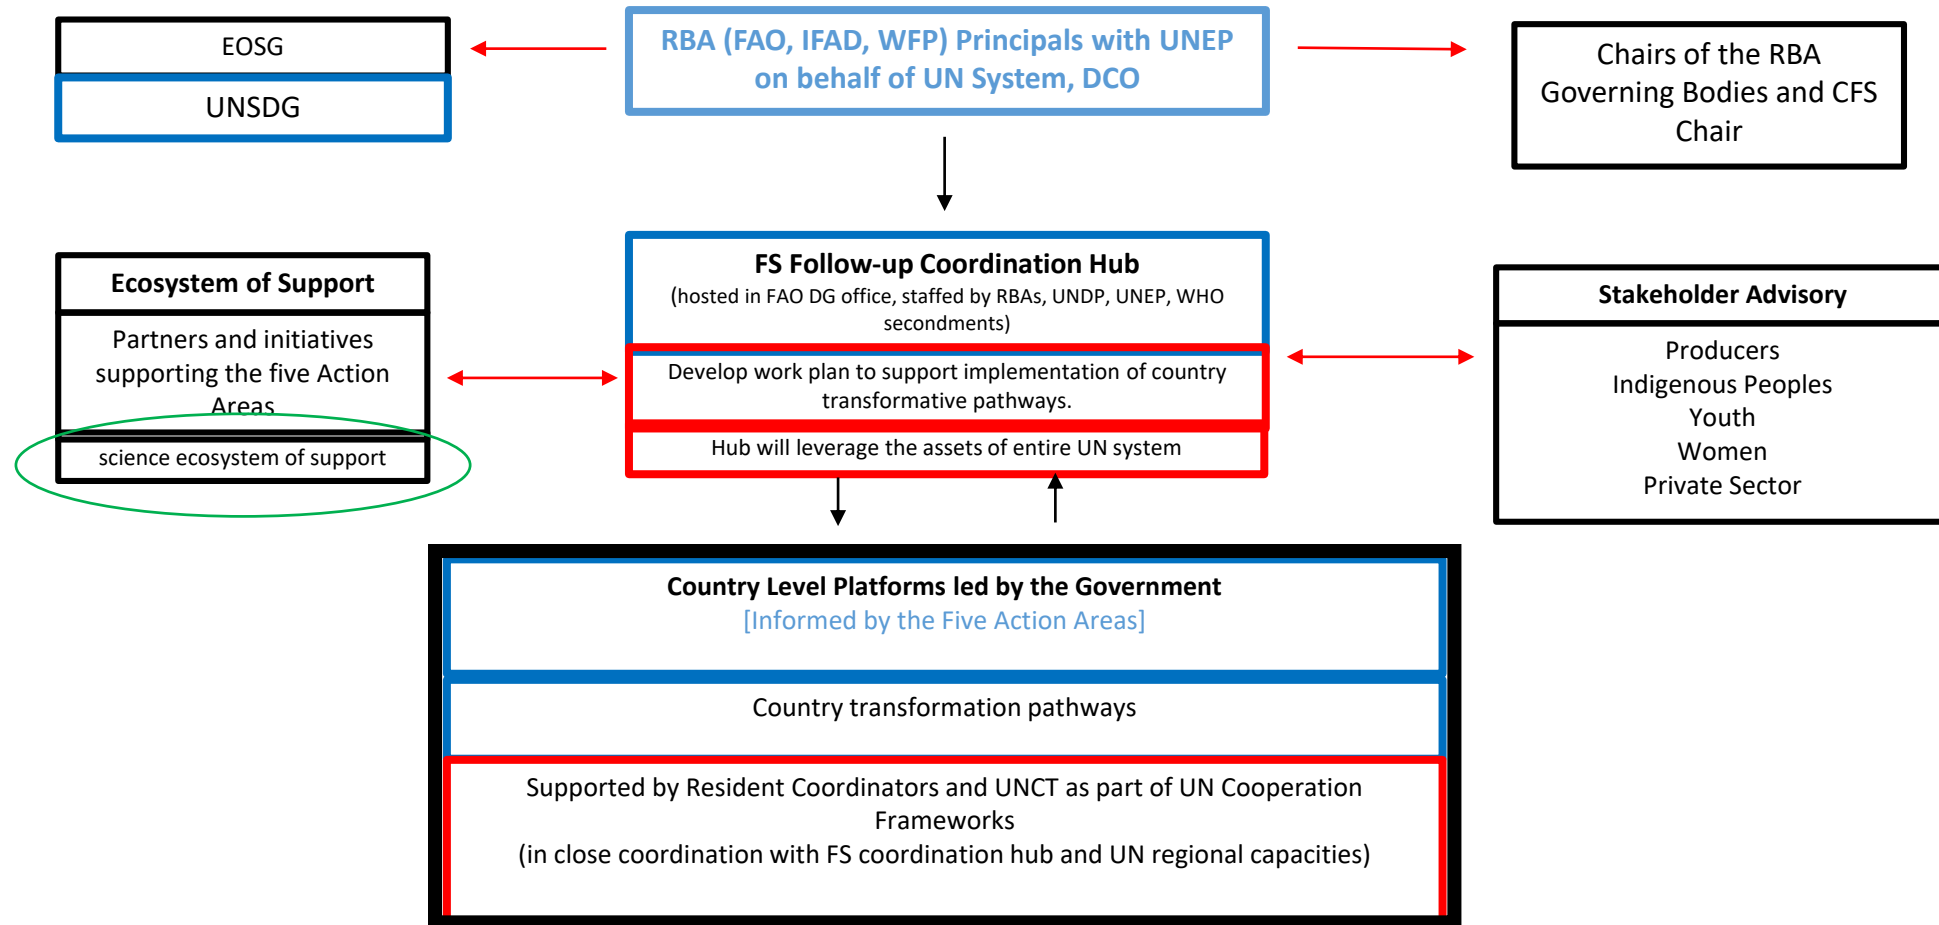 EOSG
UNSDG
RBA (FAO, IFAD, WFP) Principals with UNEP
on behalf of UN System, DCO
Chairs of the RBA
Governing Bodies and CFS
Chair
Ecosystem of Support
Partners and initiatives
supporting the five Action
Areas
science ecosystem of support
FS Follow-up Coordination Hub
(hosted in FAO DG office, staffed by RBAs, UNDP, UNEP, WHO
secondments)
Develop work plan to support implementation of country
transformative pathways.
Hub will leverage the assets of entire UN system
Stakeholder Advisory
Producers
Indigenous Peoples
Youth
Women
Private Sector
Country Level Platforms led by the Government
[Informed by the Five Action Areas]
Country transformation pathways
Supported by Resident Coordinators and UNCT as part of UN Cooperation
Frameworks
(in close coordination with FS coordination hub and UN regional capacities)